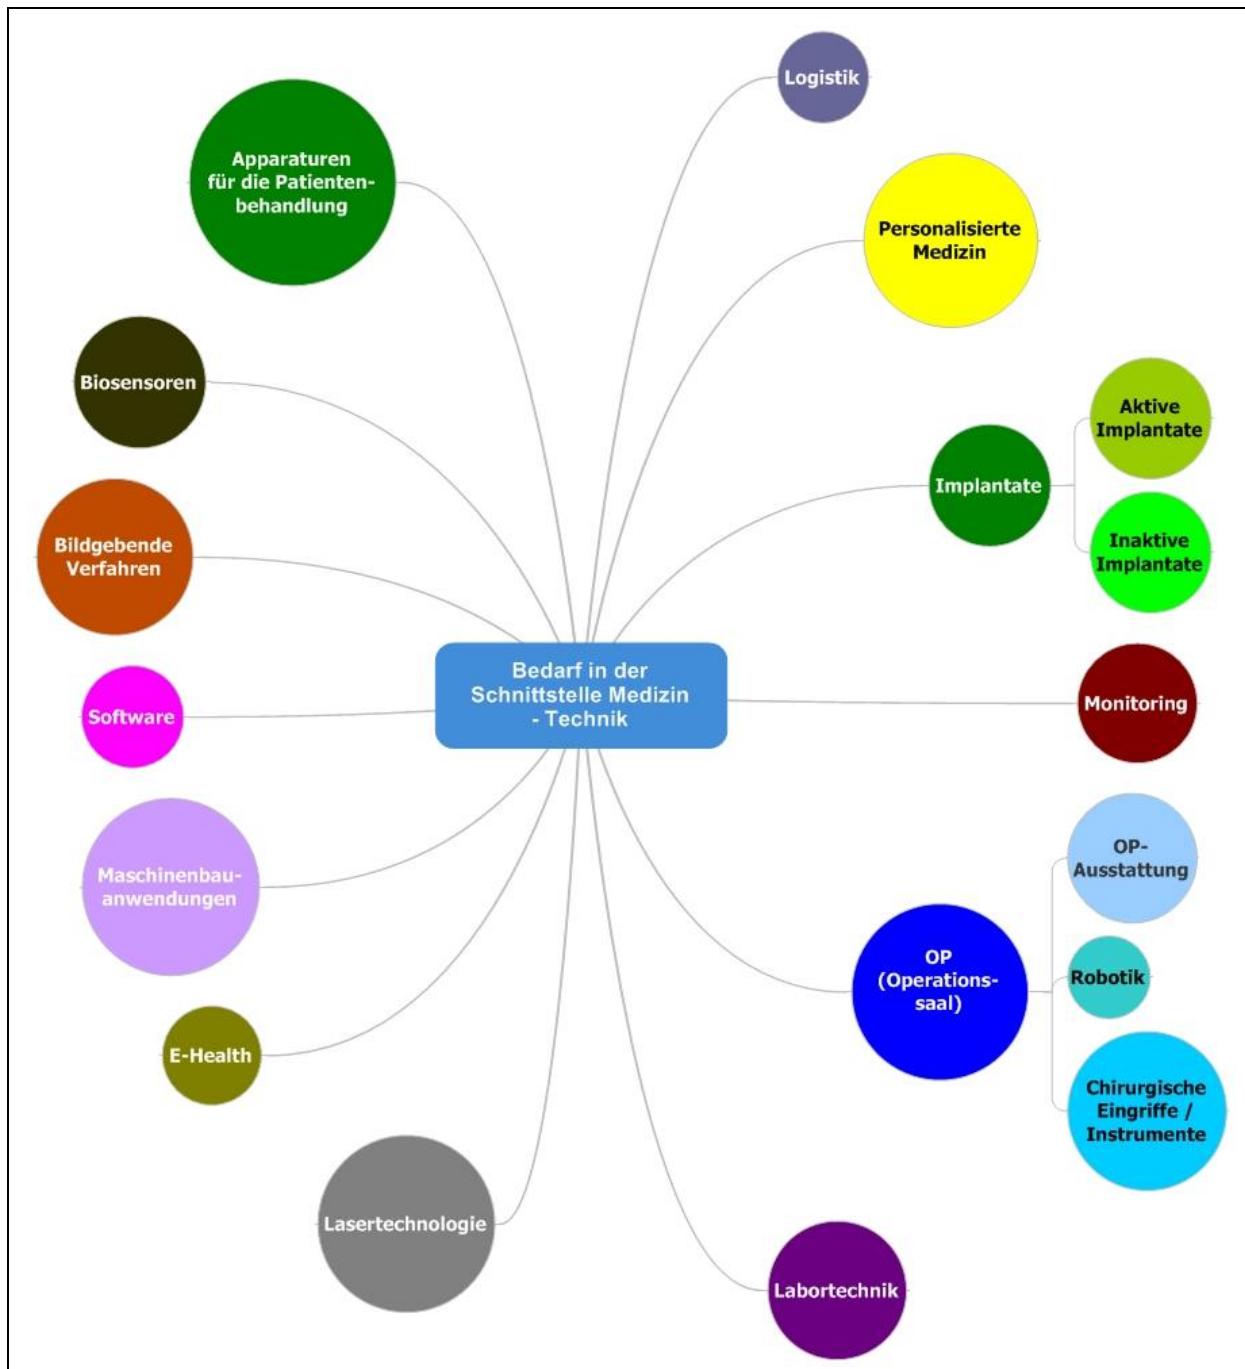 Logistik
Apparaturen
für die Patienten-
behandlung
Personalisierte
Medizin
Biosensoren
Aktive
Implantate
Implantate
Inaktive
Implantate
Bildgebende
Verfahren
Bedarf in der
Schnittstelle Medizin
- Technik
Software
Monitoring
Maschinenbau-
anwendungen
OP-
Ausstattung
OP
(Operations-
saal)
Robotik
Chirurgische
Eingriffe /
Instrumente
E-Health
Lasertechnologie
Labortechnik